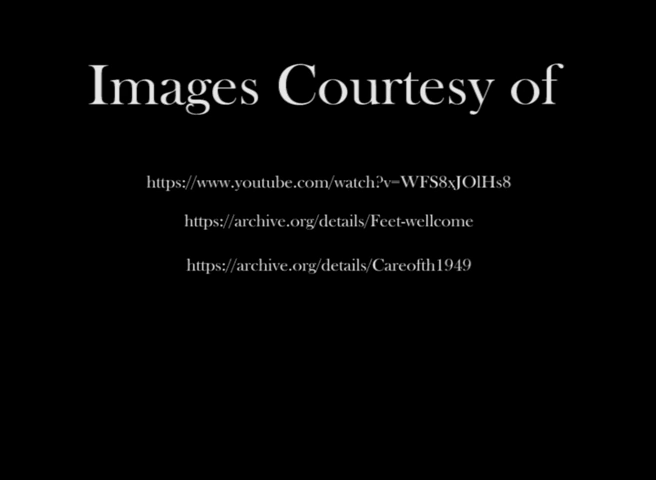 Images Courtesy of
https://www.youtube.com/watch?v=WFS8xJOlHs8
https://archive.org/details/Feet-wellcome
https://archive.org/details/Careofth1949